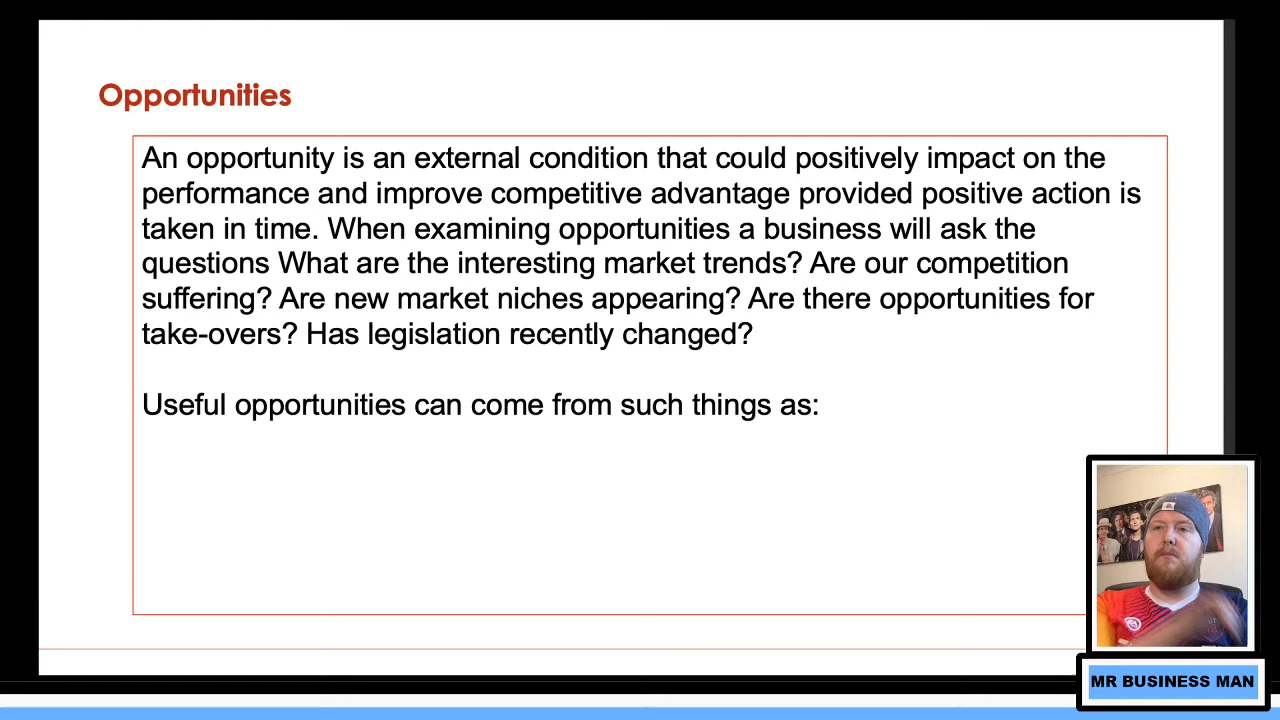 Opportunities
An opportunity is an external condition that could positively impact on the
performance and improve competitive advantage provided positive action is
taken in time. When examining opportunities a business will ask the
questions What are the interesting market trends? Are our competition
suffering? Are new market niches appearing? Are there opportunities for
take-overs? Has legislation recently changed?
Useful opportunities can come from such things as:
MR BUSINESS MAN